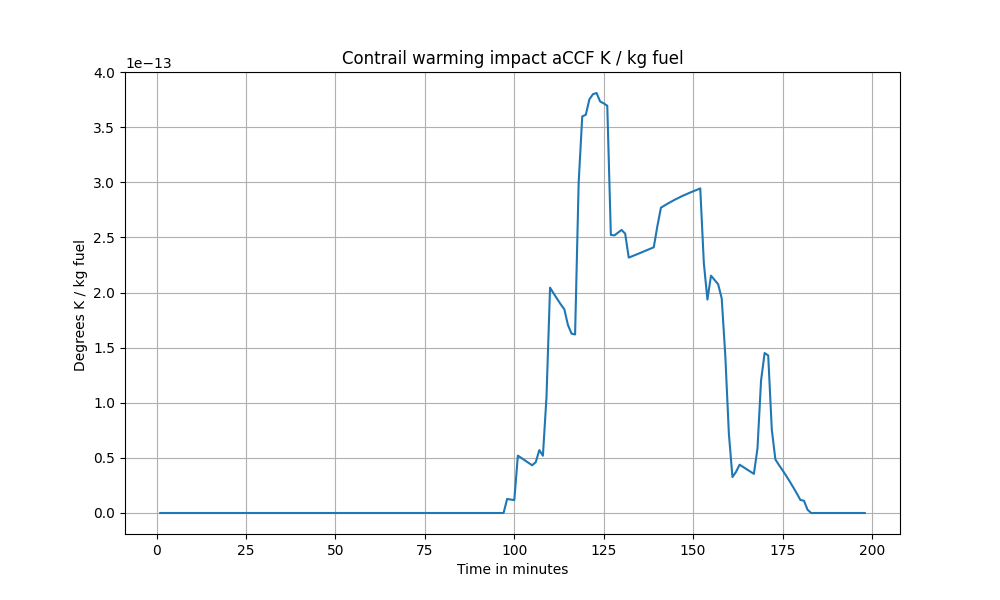 Contrail warming impact aCCF K / kg fuel
1e−13
4.0
3.5
3.0
2.5
2.0
1.5
1.0
0.5
0.0
Degrees K / kg fuel
0 25 50 75 100 125 150 175 200
Time in minutes